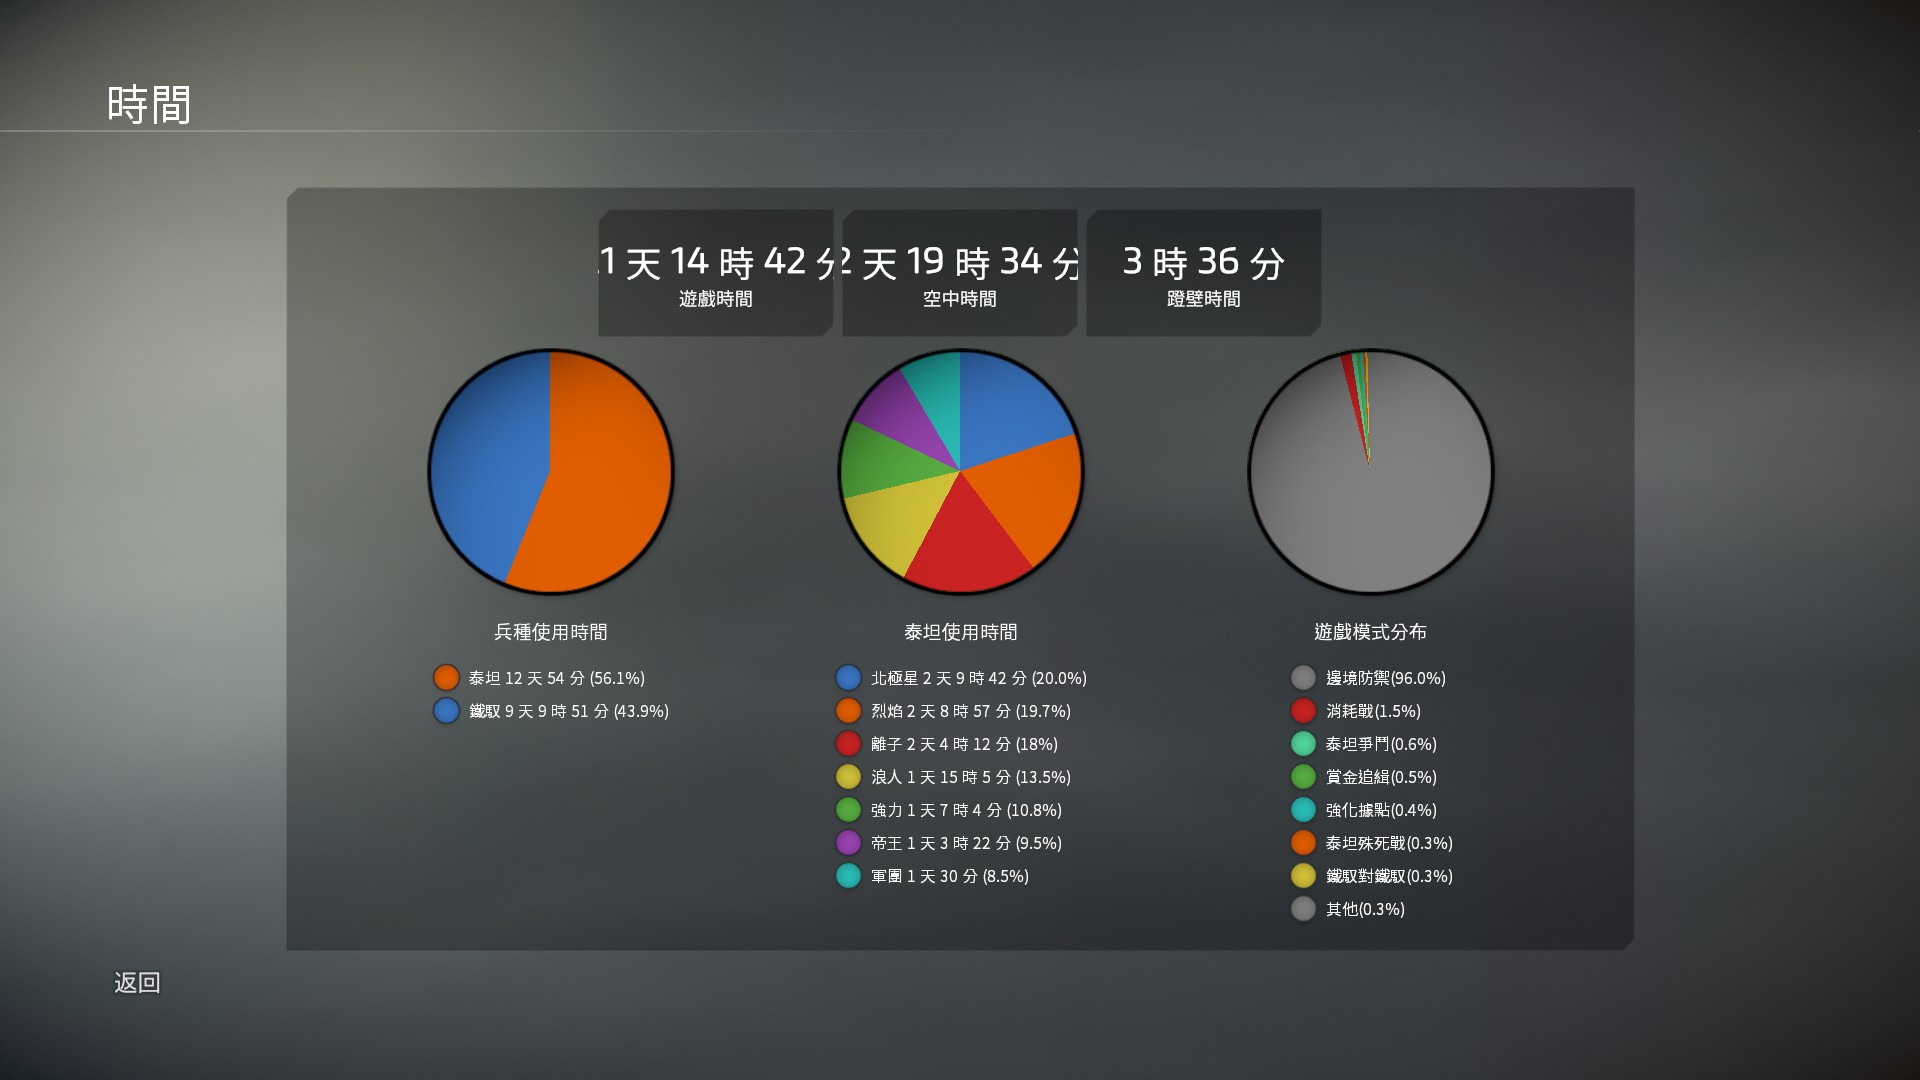 時間
1 天 14 時 42 分
遊戲時間
2 天 19 時 34 分
空中時間
3 時 36 分
蹬壁時間
兵種使用時間
泰坦 12 天 54 分 (56.1%)
鐵馭 9 天 9 時 51 分 (43.9%)
泰坦使用時間
北極星 2 天 9 時 42 分 (20.0%)
烈焰 2 天 8 時 57 分 (19.7%)
離子 2 天 4 時 12 分 (18%)
浪人 1 天 15 時 5 分 (13.5%)
強力 1 天 7 時 4 分 (10.8%)
帝王 1 天 3 時 22 分 (9.5%)
軍團 1 天 30 分 (8.5%)
遊戲模式分布
邊境防禦(96.0%)
消耗戰(1.5%)
泰坦爭鬥(0.6%)
賞金追緝(0.5%)
強化據點(0.4%)
泰坦殊死戰(0.3%)
鐵馭對鐵馭(0.3%)
其他(0.3%)
返回